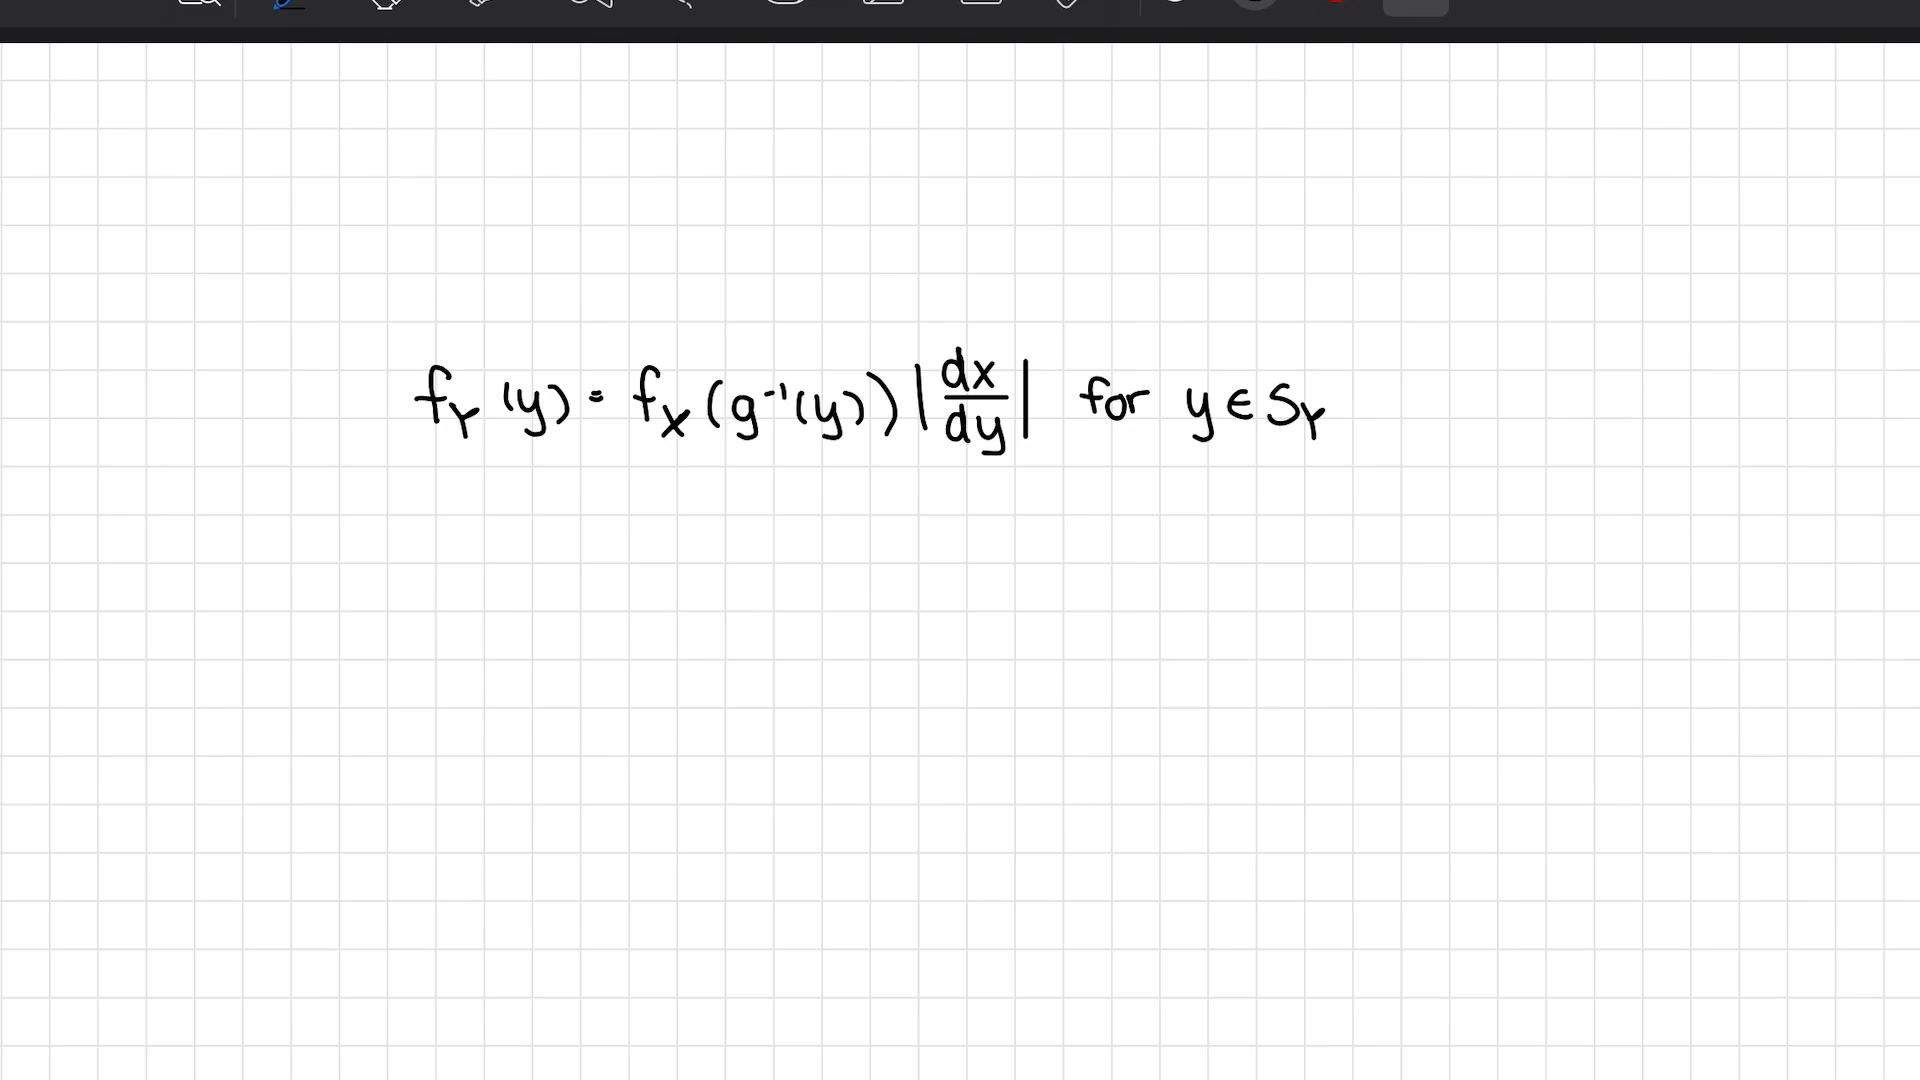 f_Y (y) = f_X (g⁻¹(y)) |dx/dy| for y ∈ S_Y